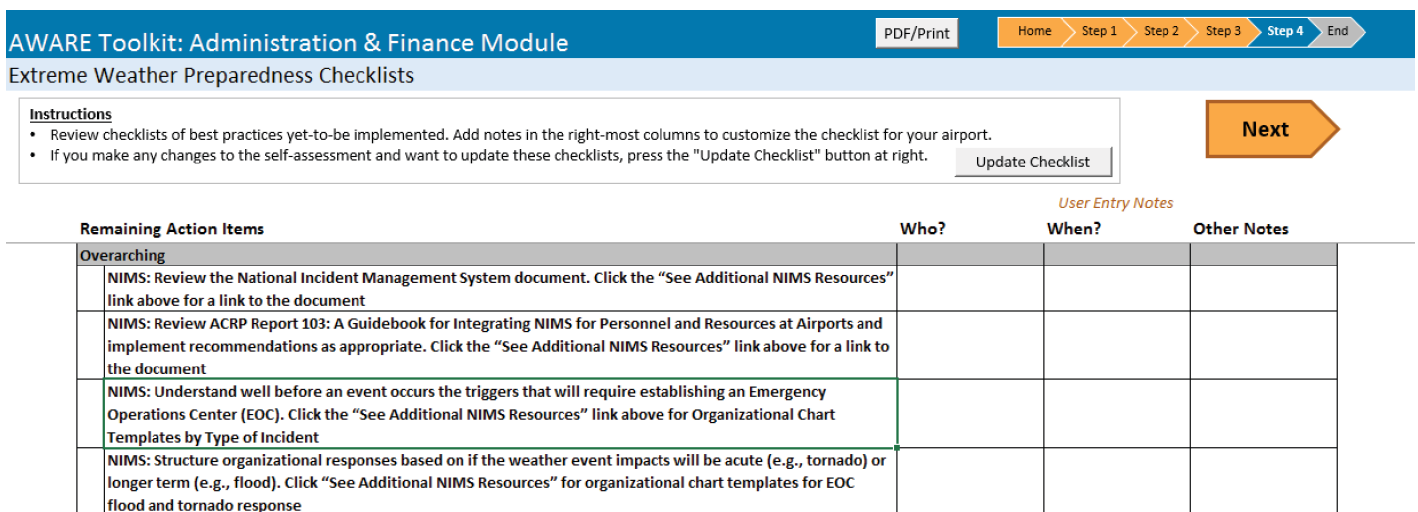 AWARE Toolkit: Administration & Finance Module
PDF/Print
Home
Step 1
Step 2
Step 3
Step 4
End
Extreme Weather Preparedness Checklists
Instructions
• Review checklists of best practices yet-to-be implemented. Add notes in the right-most columns to customize the checklist for your airport.
• If you make any changes to the self-assessment and want to update these checklists, press the "Update Checklist" button at right.
Update Checklist
Next
User Entry Notes
Remaining Action Items
Who?
When?
Other Notes
Overarching
NIMS: Review the National Incident Management System document. Click the “See Additional NIMS Resources”
link above for a link to the document
NIMS: Review ACRP Report 103: A Guidebook for Integrating NIMS for Personnel and Resources at Airports and
implement recommendations as appropriate. Click the “See Additional NIMS Resources” link above for a link to
the document
NIMS: Understand well before an event occurs the triggers that will require establishing an Emergency
Operations Center (EOC). Click the “See Additional NIMS Resources” link above for Organizational Chart
Templates by Type of Incident
NIMS: Structure organizational responses based on if the weather event impacts will be acute (e.g., tornado) or
longer term (e.g., flood). Click “See Additional NIMS Resources” for organizational chart templates for EOC
flood and tornado response